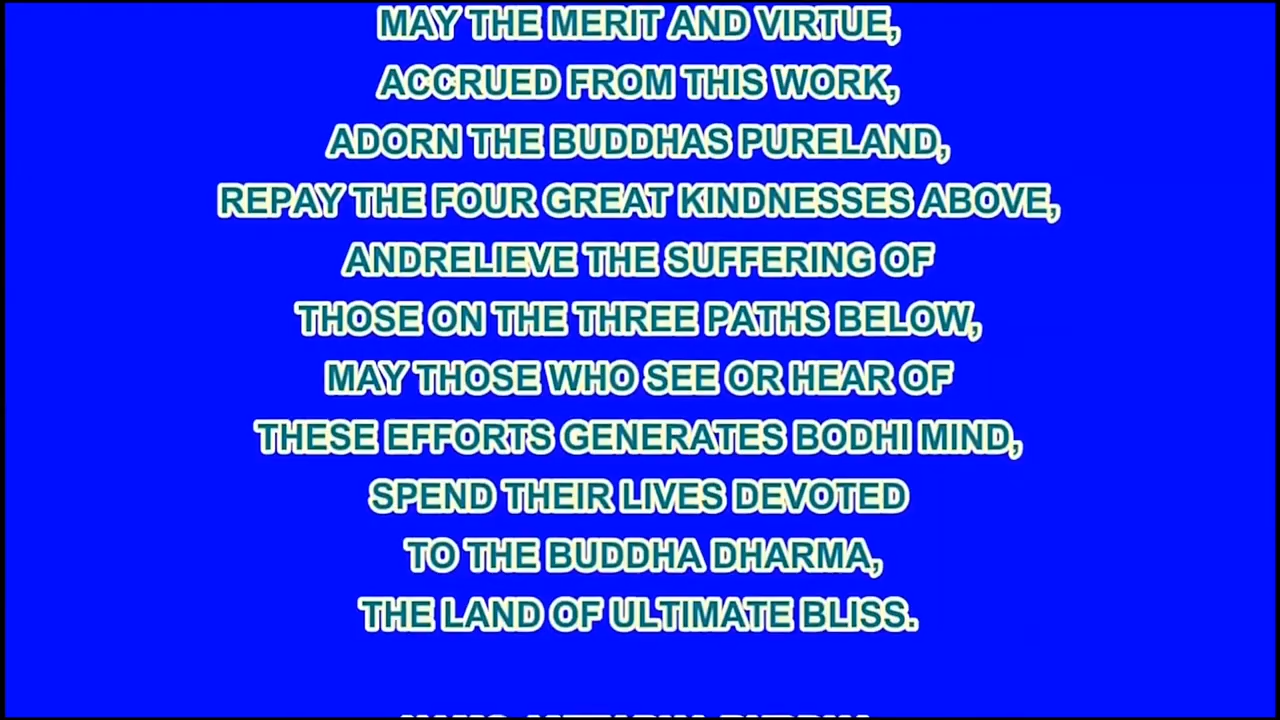 MAY THE MERIT AND VIRTUE,
ACCRUED FROM THIS WORK,
ADORN THE BUDDHAS PURELAND,
REPAY THE FOUR GREAT KINDNESSES ABOVE,
ANDRELIEVE THE SUFFERING OF
THOSE ON THE THREE PATHS BELOW,
MAY THOSE WHO SEE OR HEAR OF
THESE EFFORTS GENERATES BODHI MIND,
SPEND THEIR LIVES DEVOTED
TO THE BUDDHA DHARMA,
THE LAND OF ULTIMATE BLISS.